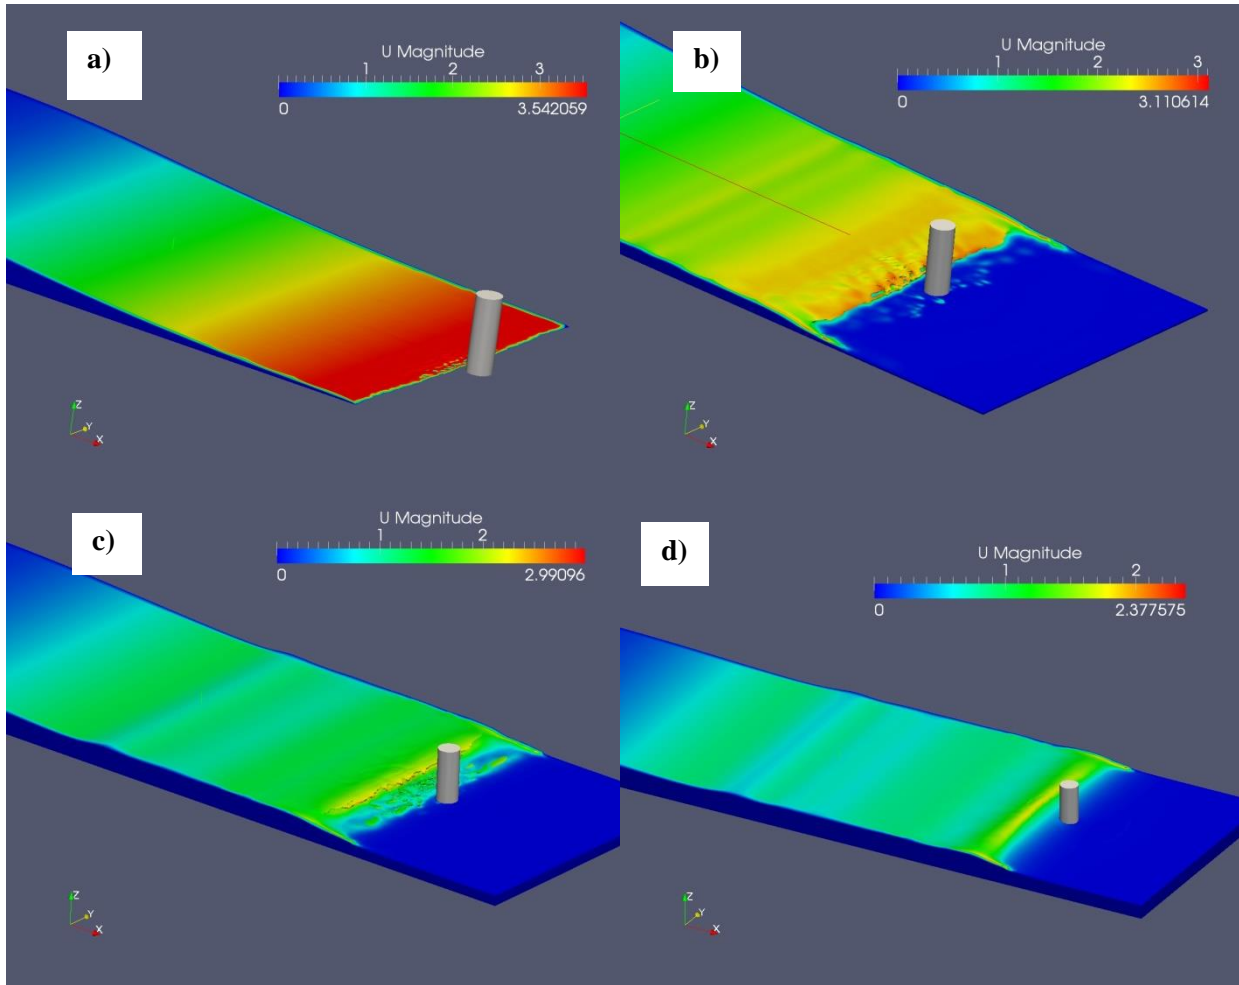 a)
U Magnitude
1 2 3
0 3.542059
Z
Y
X
b)
U Magnitude
1 2 3
0 3.110614
Z
Y
X
c)
U Magnitude
1 2
0 2.99096
Z
Y
X
d)
U Magnitude
1 2
0 2.377575
Z
Y
X